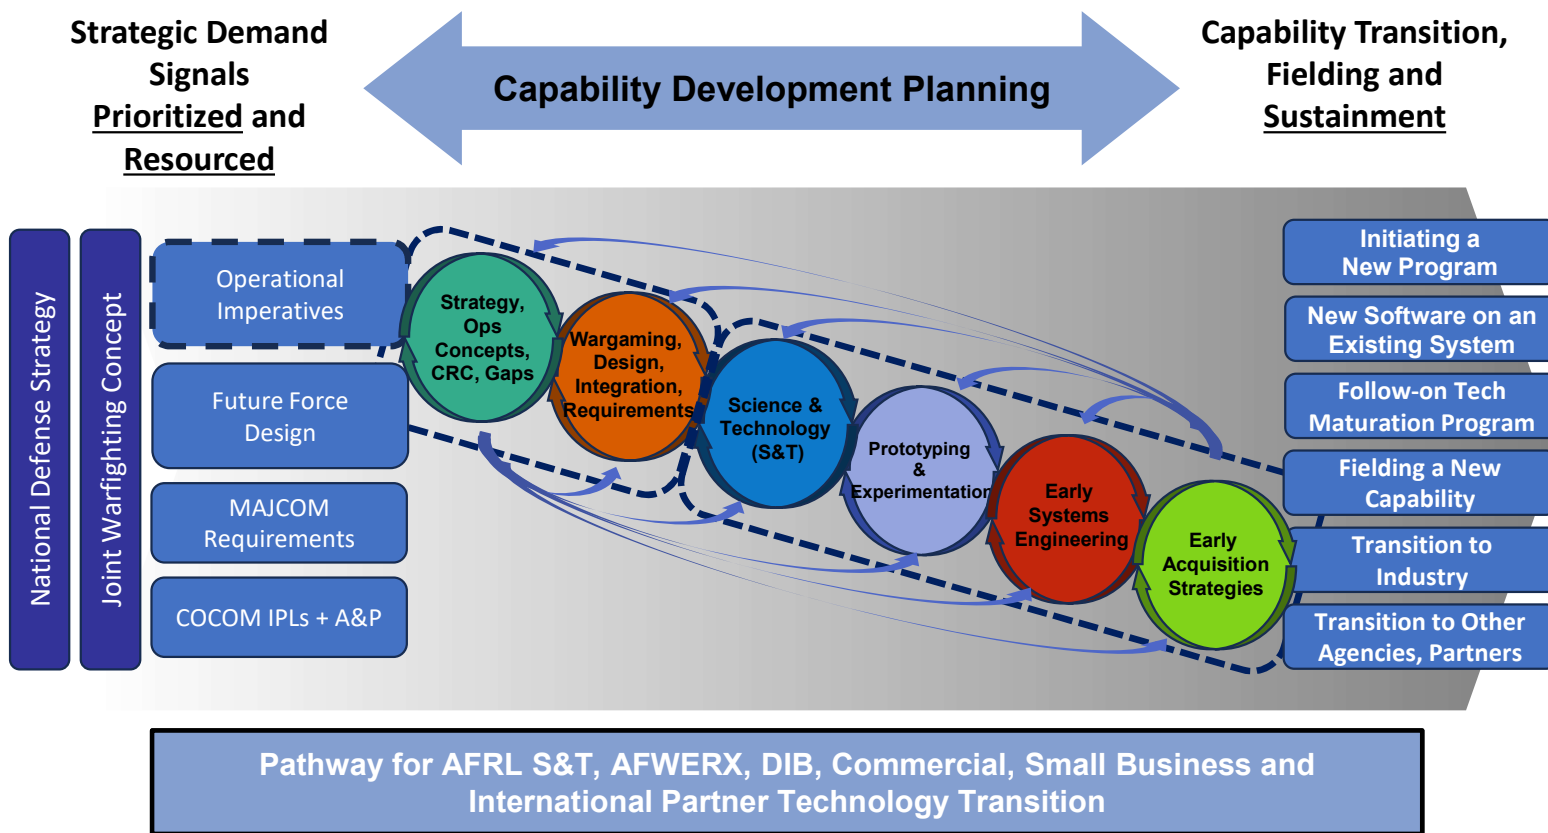 Strategic Demand
Signals
Prioritized and
Resourced
Capability Development Planning
Capability Transition,
Fielding and
Sustainment
National Defense Strategy
Joint Warfighting Concept
Operational
Imperatives
Future Force
Design
MAJCOM
Requirements
COCOM IPLs + A&P
Strategy,
Ops
Concepts,
CRC, Gaps
Wargaming,
Design,
Integration,
Requirements
Science &
Technology
(S&T)
Prototyping
&
Experimentation
Early
Systems
Engineering
Early
Acquisition
Strategies
Initiating a
New Program
New Software on an
Existing System
Follow-on Tech
Maturation Program
Fielding a New
Capability
Transition to
Industry
Transition to Other
Agencies, Partners
Pathway for AFRL S&T, AFWERX, DIB, Commercial, Small Business and
International Partner Technology Transition